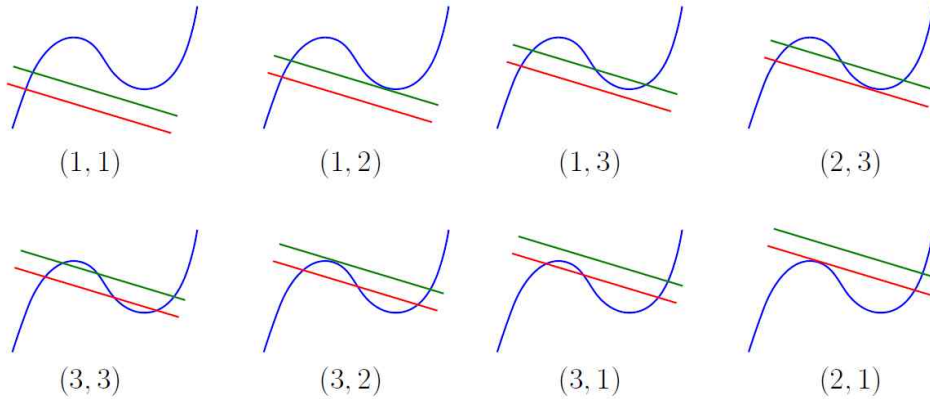 (1, 1) (1, 2) (1, 3) (2, 3)
(3, 3) (3, 2) (3, 1) (2, 1)